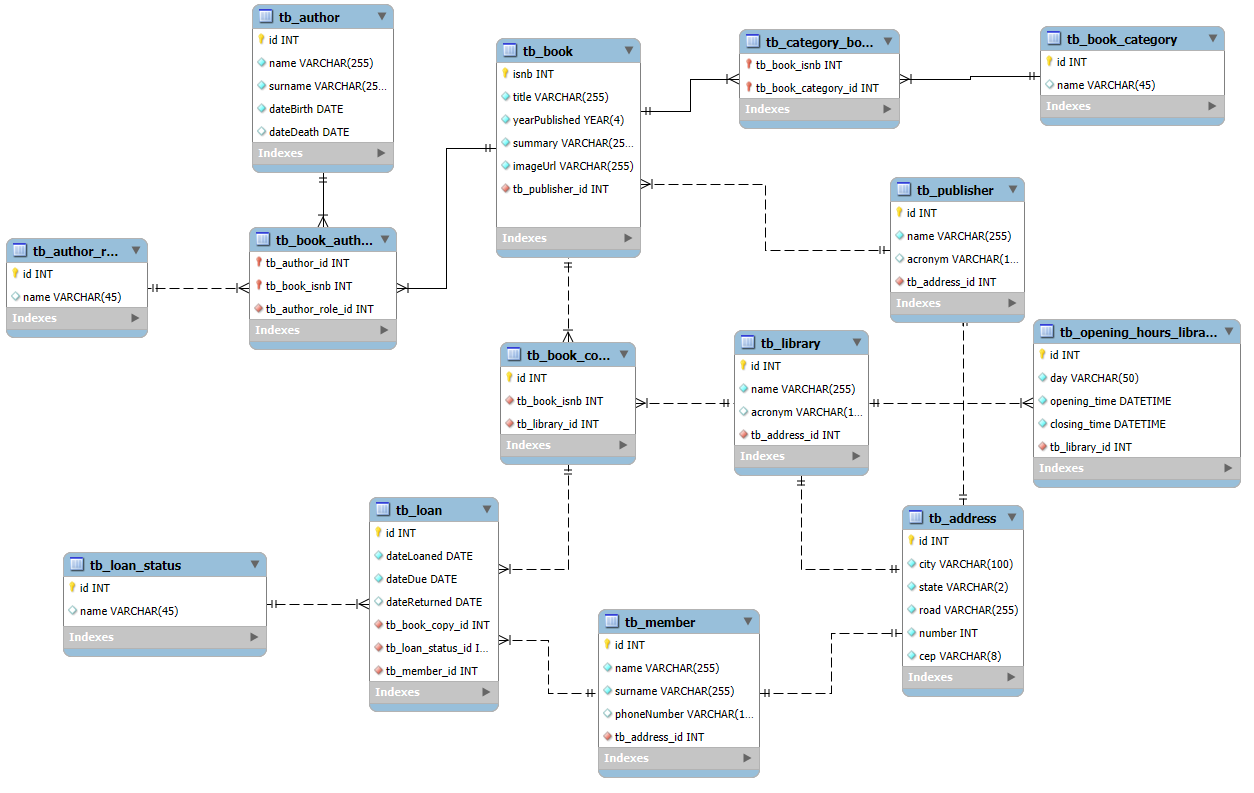 tb_author
id INT
name VARCHAR(255)
surname VARCHAR(25...
dateBirth DATE
dateDeath DATE
Indexes
tb_book
isnb INT
title VARCHAR(255)
yearPublished YEAR(4)
summary VARCHAR(25...
imageUrl VARCHAR(255)
tb_publisher_id INT
Indexes
tb_category_bo...
tb_book_isnb INT
tb_book_category_id INT
Indexes
tb_book_category
id INT
name VARCHAR(45)
Indexes
tb_author_r...
id INT
name VARCHAR(45)
Indexes
tb_book_auth...
tb_author_id INT
tb_book_isnb INT
tb_author_role_id INT
Indexes
tb_publisher
id INT
name VARCHAR(255)
acronym VARCHAR(1...
tb_address_id INT
Indexes
tb_book_co...
id INT
tb_book_isnb INT
tb_library_id INT
Indexes
tb_library
id INT
name VARCHAR(255)
acronym VARCHAR(1...
tb_address_id INT
Indexes
tb_opening_hours_libra...
id INT
day VARCHAR(50)
opening_time DATETIME
closing_time DATETIME
tb_library_id INT
Indexes
tb_loan_status
id INT
name VARCHAR(45)
Indexes
tb_loan
id INT
dateLoaned DATE
dateDue DATE
dateReturned DATE
tb_book_copy_id INT
tb_loan_status_id I...
tb_member_id INT
Indexes
tb_member
id INT
name VARCHAR(255)
surname VARCHAR(255)
phoneNumber VARCHAR(1...
tb_address_id INT
Indexes
tb_address
id INT
city VARCHAR(100)
state VARCHAR(2)
road VARCHAR(255)
number INT
cep VARCHAR(8)
Indexes